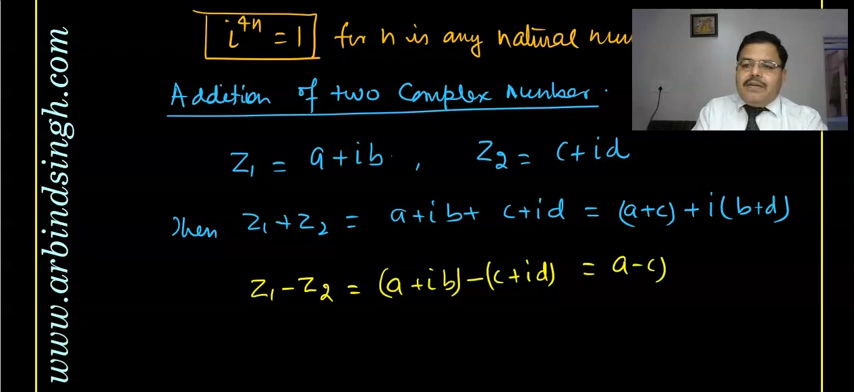 i^{4n} = 1 for n is any natural num
Addition of two Complex Number.
z₁ = a + ib, z₂ = c + id
Then z₁ + z₂ = a + ib + c + id = (a+c) + i(b+d)
z₁ - z₂ = (a + ib) - (c + id) = a - c)
www.arbindsingh.com